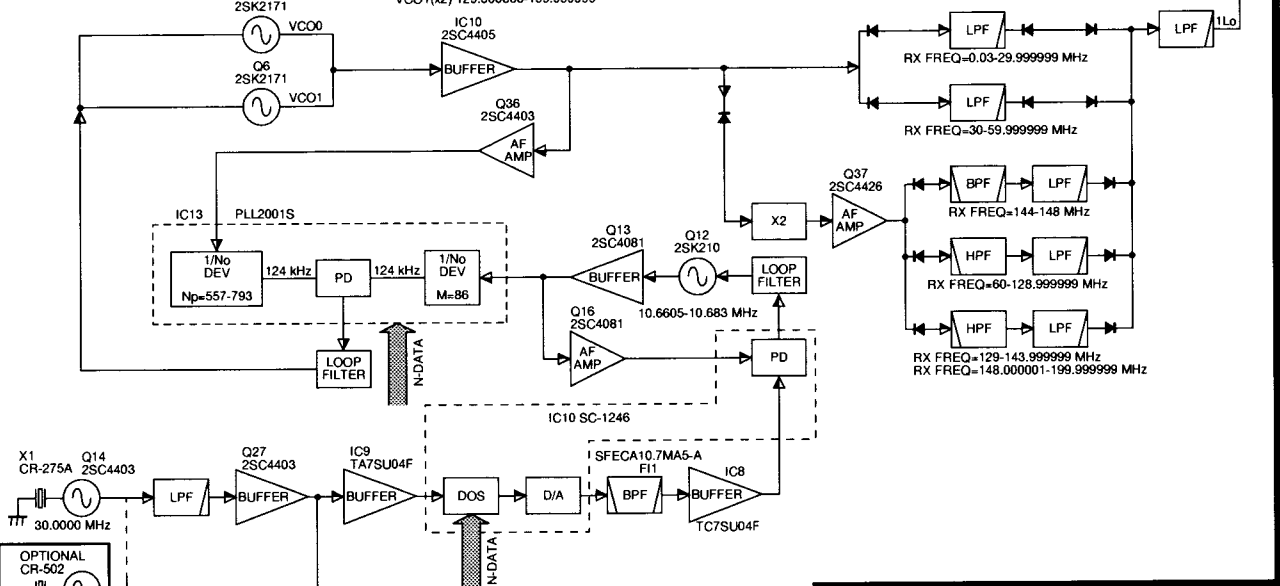 2SK2171
VCO0
Q6
2SK2171
VCO1
IC10
2SC4405
BUFFER
Q36
2SC4403
AF
AMP
LPF
RX FREQ=0.03-29.999999 MHz
LPF
RX FREQ=30-59.999999 MHz
LPF
1Lo
IC13 PLL2001S
1/No
DEV
Np=557-793
124 kHz
PD
124 kHz
1/No
DEV
M=86
LOOP
FILTER
N-DATA
Q13
2SC4081
BUFFER
Q12
2SK210
LOOP
FILTER
10.6605-10.683 MHz
Q16
2SC4081
AF
AMP
PD
X2
Q37
2SC4426
AF
AMP
BPF
LPF
RX FREQ=144-148 MHz
HPF
LPF
RX FREQ=60-128.999999 MHz
HPF
LPF
RX FREQ=129-143.999999 MHz
RX FREQ=148.000001-199.999999 MHz
IC10 SC-1246
X1
CR-275A
Q14
2SC4403
30.0000 MHz
LPF
Q27
2SC4403
BUFFER
IC9
TA7SU04F
BUFFER
DOS
D/A
N-DATA
SFECA10.7MA5-A
FI1
BPF
IC8
BUFFER
TC7SU04F
OPTIONAL
CR-502